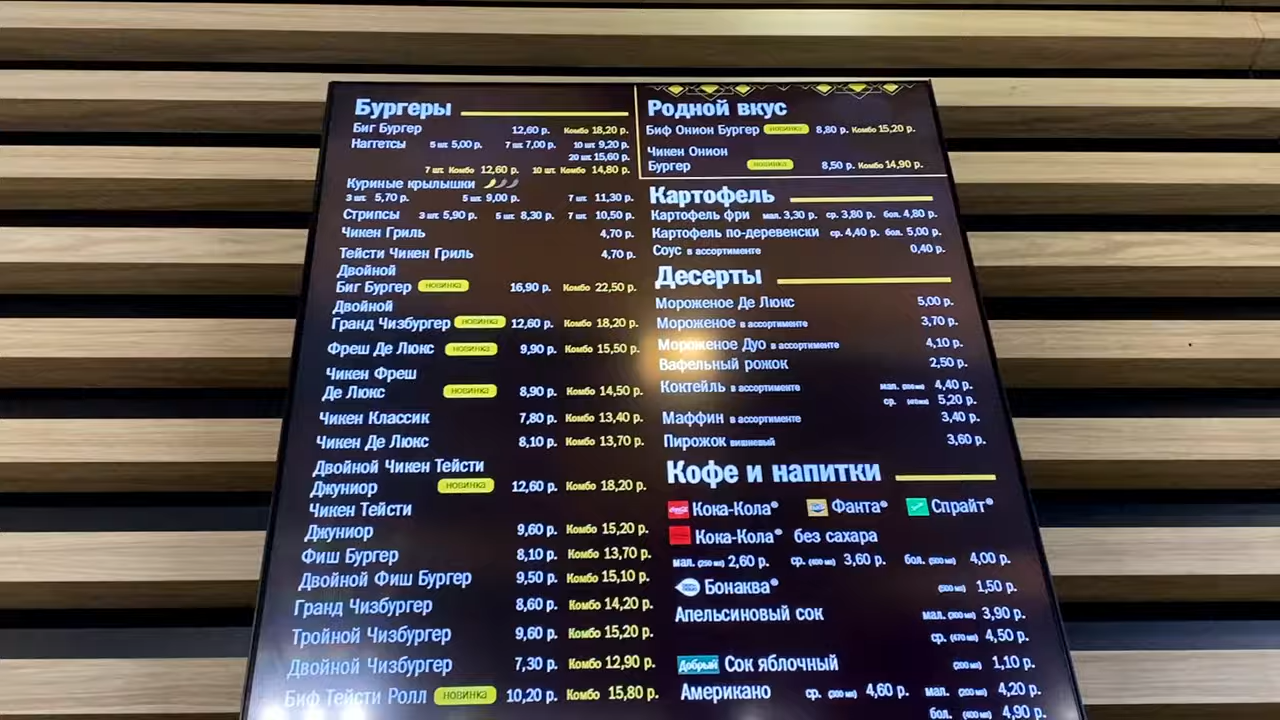 Бургеры
Биг Бургер 12,60 р. Комбо 18,20 р.
Наггетсы 5 шт. 5,00 р. 7 шт. 7,00 р. 10 шт. 9,20 р.
20 шт. 15,60 р.
7 шт. Комбо 12,60 р. 10 шт. Комбо 14,80 р.
Куриные крылышки
3 шт. 5,70 р. 5 шт. 9,00 р. 7 шт. 11,30 р.
Стрипсы 3 шт. 5,90 р. 5 шт. 8,30 р. 7 шт. 10,50 р.
Чикен Гриль 4,70 р.
Тейсти Чикен Гриль 4,70 р.
Двойной
Биг Бургер новинка 16,90 р. Комбо 22,50 р.
Двойной
Гранд Чизбургер новинка 12,60 р. Комбо 18,20 р.
Фреш Де Люкс новинка 9,90 р. Комбо 15,50 р.
Чикен Фреш
Де Люкс новинка 8,90 р. Комбо 14,50 р.
Чикен Классик 7,80 р. Комбо 13,40 р.
Чикен Де Люкс 8,10 р. Комбо 13,70 р.
Двойной Чикен Тейсти
Джуниор новинка 12,60 р. Комбо 18,20 р.
Чикен Тейсти
Джуниор 9,60 р. Комбо 15,20 р.
Фиш Бургер 8,10 р. Комбо 13,70 р.
Двойной Фиш Бургер 9,50 р. Комбо 15,10 р.
Гранд Чизбургер 8,60 р. Комбо 14,20 р.
Тройной Чизбургер 9,60 р. Комбо 15,20 р.
Двойной Чизбургер 7,30 р. Комбо 12,90 р.
Биф Тейсти Ролл новинка 10,20 р. Комбо 15,80 р.
Родной вкус
Биф Онион Бургер новинка 8,80 р. Комбо 15,20 р.
Чикен Онион
Бургер новинка 8,50 р. Комбо 14,90 р.
Картофель
Картофель фри мал. 3,30 р. ср. 3,80 р. бол. 4,80 р.
Картофель по-деревенски ср. 4,40 р. бол. 5,00 р.
Соус в ассортименте 0,40 р.
Десерты
Мороженое Де Люкс 5,00 р.
Мороженое в ассортименте 3,70 р.
Мороженое Дуо в ассортименте 4,10 р.
Вафельный рожок 2,50 р.
Коктейль в ассортименте мал. 4,40 р.
ср. 5,20 р.
Маффин в ассортименте 3,40 р.
Пирожок вишневый 3,60 р.
Кофе и напитки
Кока-Кола® Фанта® Спрайт®
Кока-Кола® без сахара
мал. (250 мл) 2,60 р. ср. (400 мл) 3,60 р. бол. (500 мл) 4,00 р.
Бонаква® (500 мл) 1,50 р.
Апельсиновый сок мал. (300 мл) 3,90 р.
ср. (470 мл) 4,50 р.
Добрый Сок яблочный (200 мл) 1,10 р.
Американо ср. (300 мл) 4,60 р. мал. (200 мл) 4,20 р.
бол. (400 мл) 4,90 р.